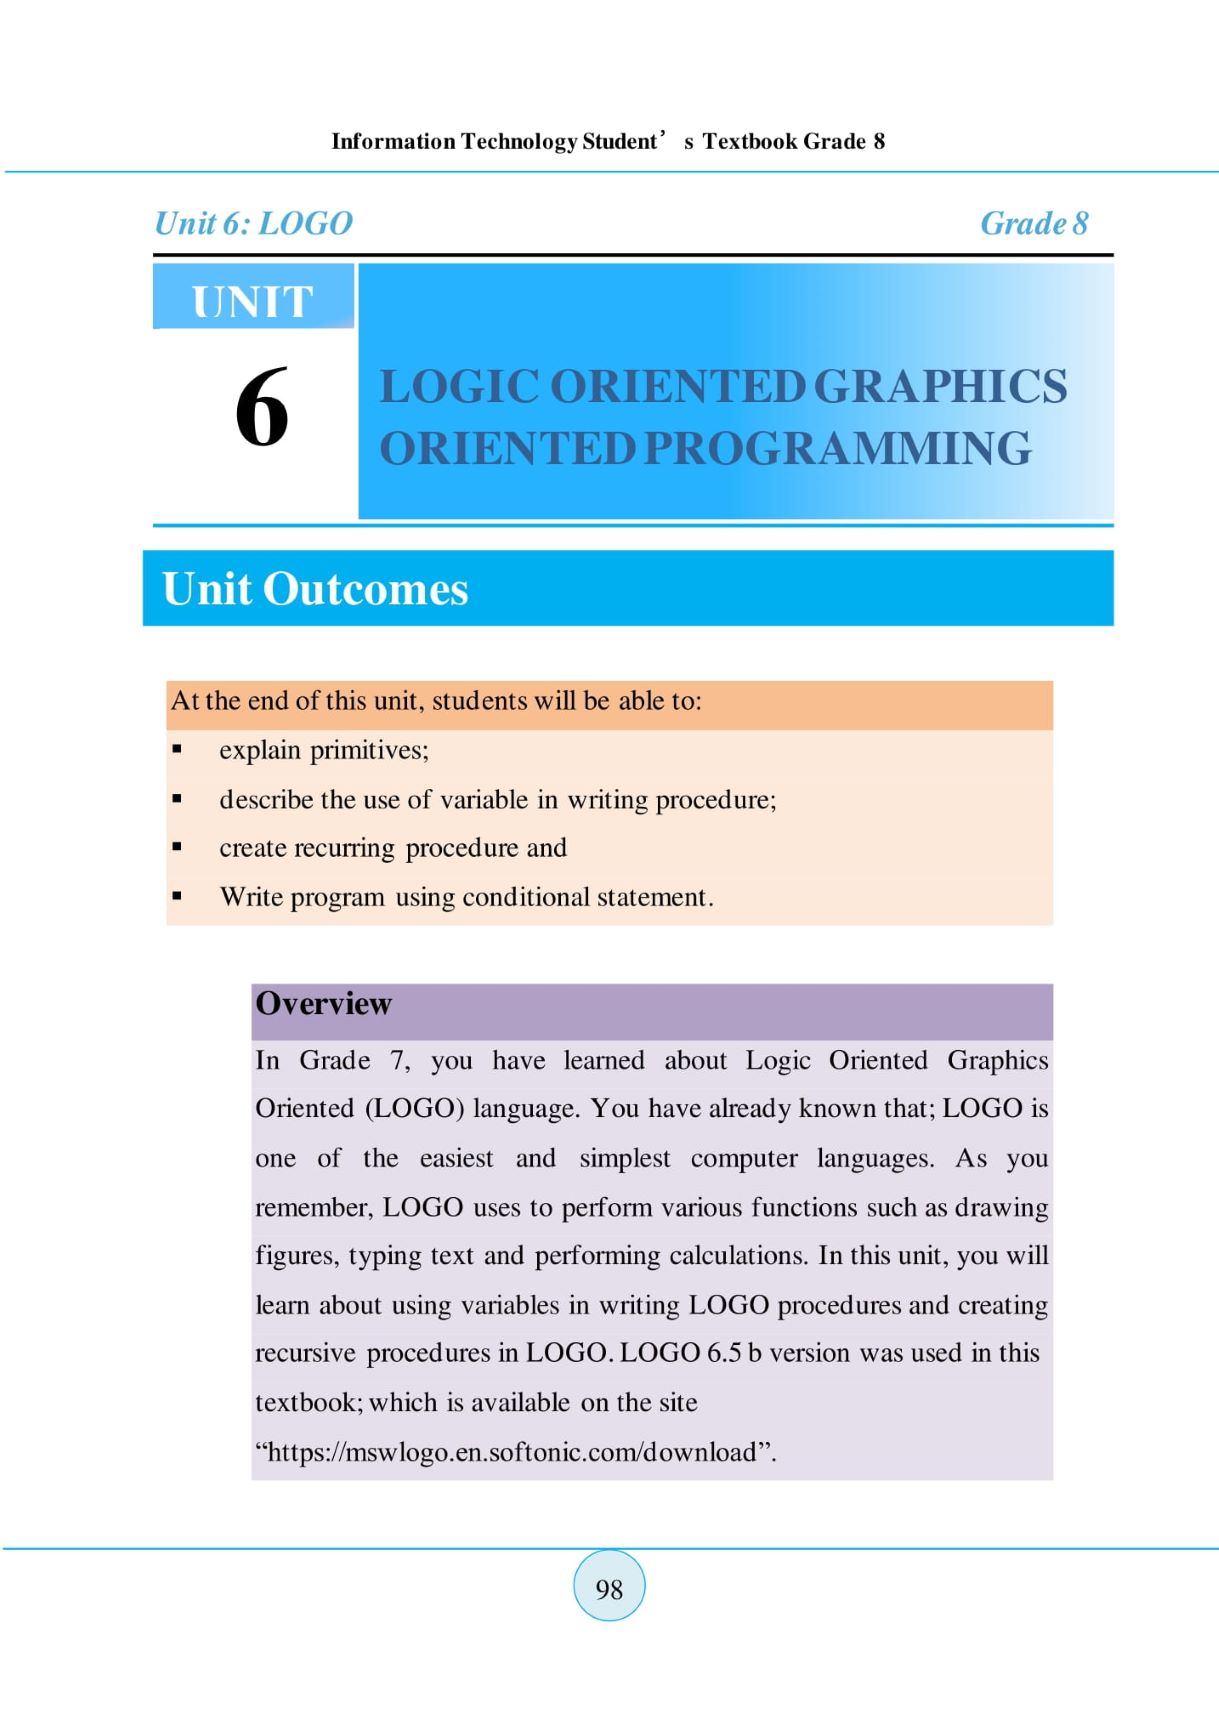 Information Technology Student’s Textbook Grade 8
Unit 6: LOGO Grade 8
UNIT
6
LOGIC ORIENTED GRAPHICS
ORIENTED PROGRAMMING
Unit Outcomes
At the end of this unit, students will be able to:
▪ explain primitives;
▪ describe the use of variable in writing procedure;
▪ create recurring procedure and
▪ Write program using conditional statement.
Overview
In Grade 7, you have learned about Logic Oriented Graphics
Oriented (LOGO) language. You have already known that; LOGO is
one of the easiest and simplest computer languages. As you
remember, LOGO uses to perform various functions such as drawing
figures, typing text and performing calculations. In this unit, you will
learn about using variables in writing LOGO procedures and creating
recursive procedures in LOGO. LOGO 6.5 b version was used in this
textbook; which is available on the site
“https://mswlogo.en.softonic.com/download”.
98